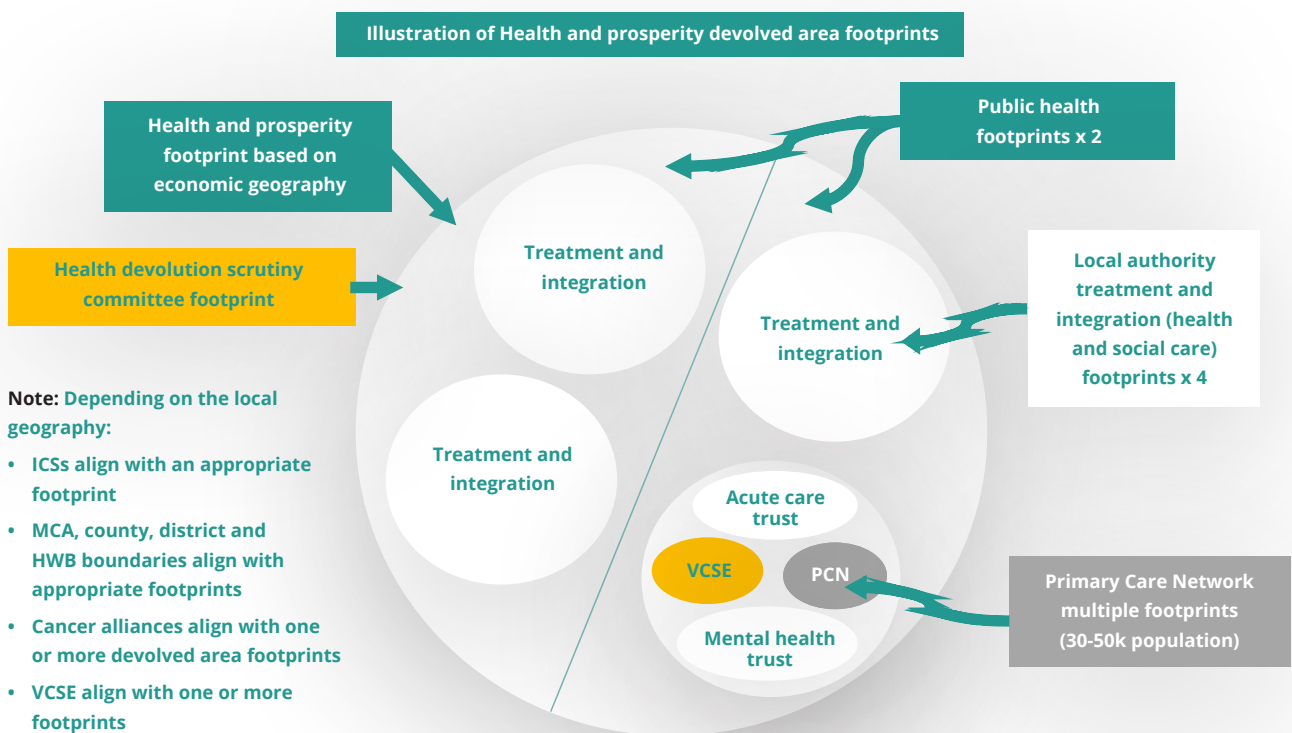 Illustration of Health and prosperity devolved area footprints
Health and prosperity
footprint based on
economic geography
Public health
footprints x 2
Health devolution scrutiny
committee footprint
Treatment and
integration
Treatment and
integration
Local authority
treatment and
integration (health
and social care)
footprints x 4
Note: Depending on the local
geography:
• ICSs align with an appropriate
footprint
• MCA, county, district and
HWB boundaries align with
appropriate footprints
• Cancer alliances align with one
or more devolved area footprints
• VCSE align with one or more
footprints
Treatment and
integration
Acute care
trust
VCSE
PCN
Mental health
trust
Primary Care Network
multiple footprints
(30-50k population)